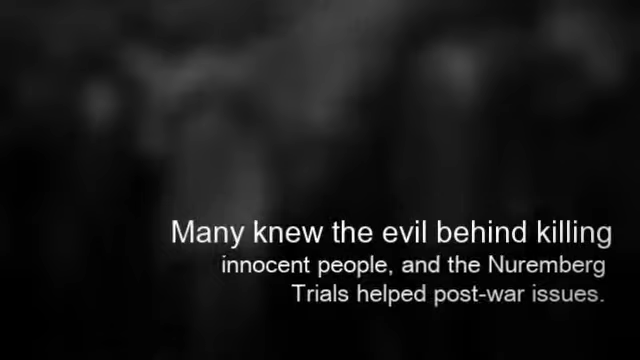 Many knew the evil behind killing
innocent people, and the Nuremberg
Trials helped post-war issues.